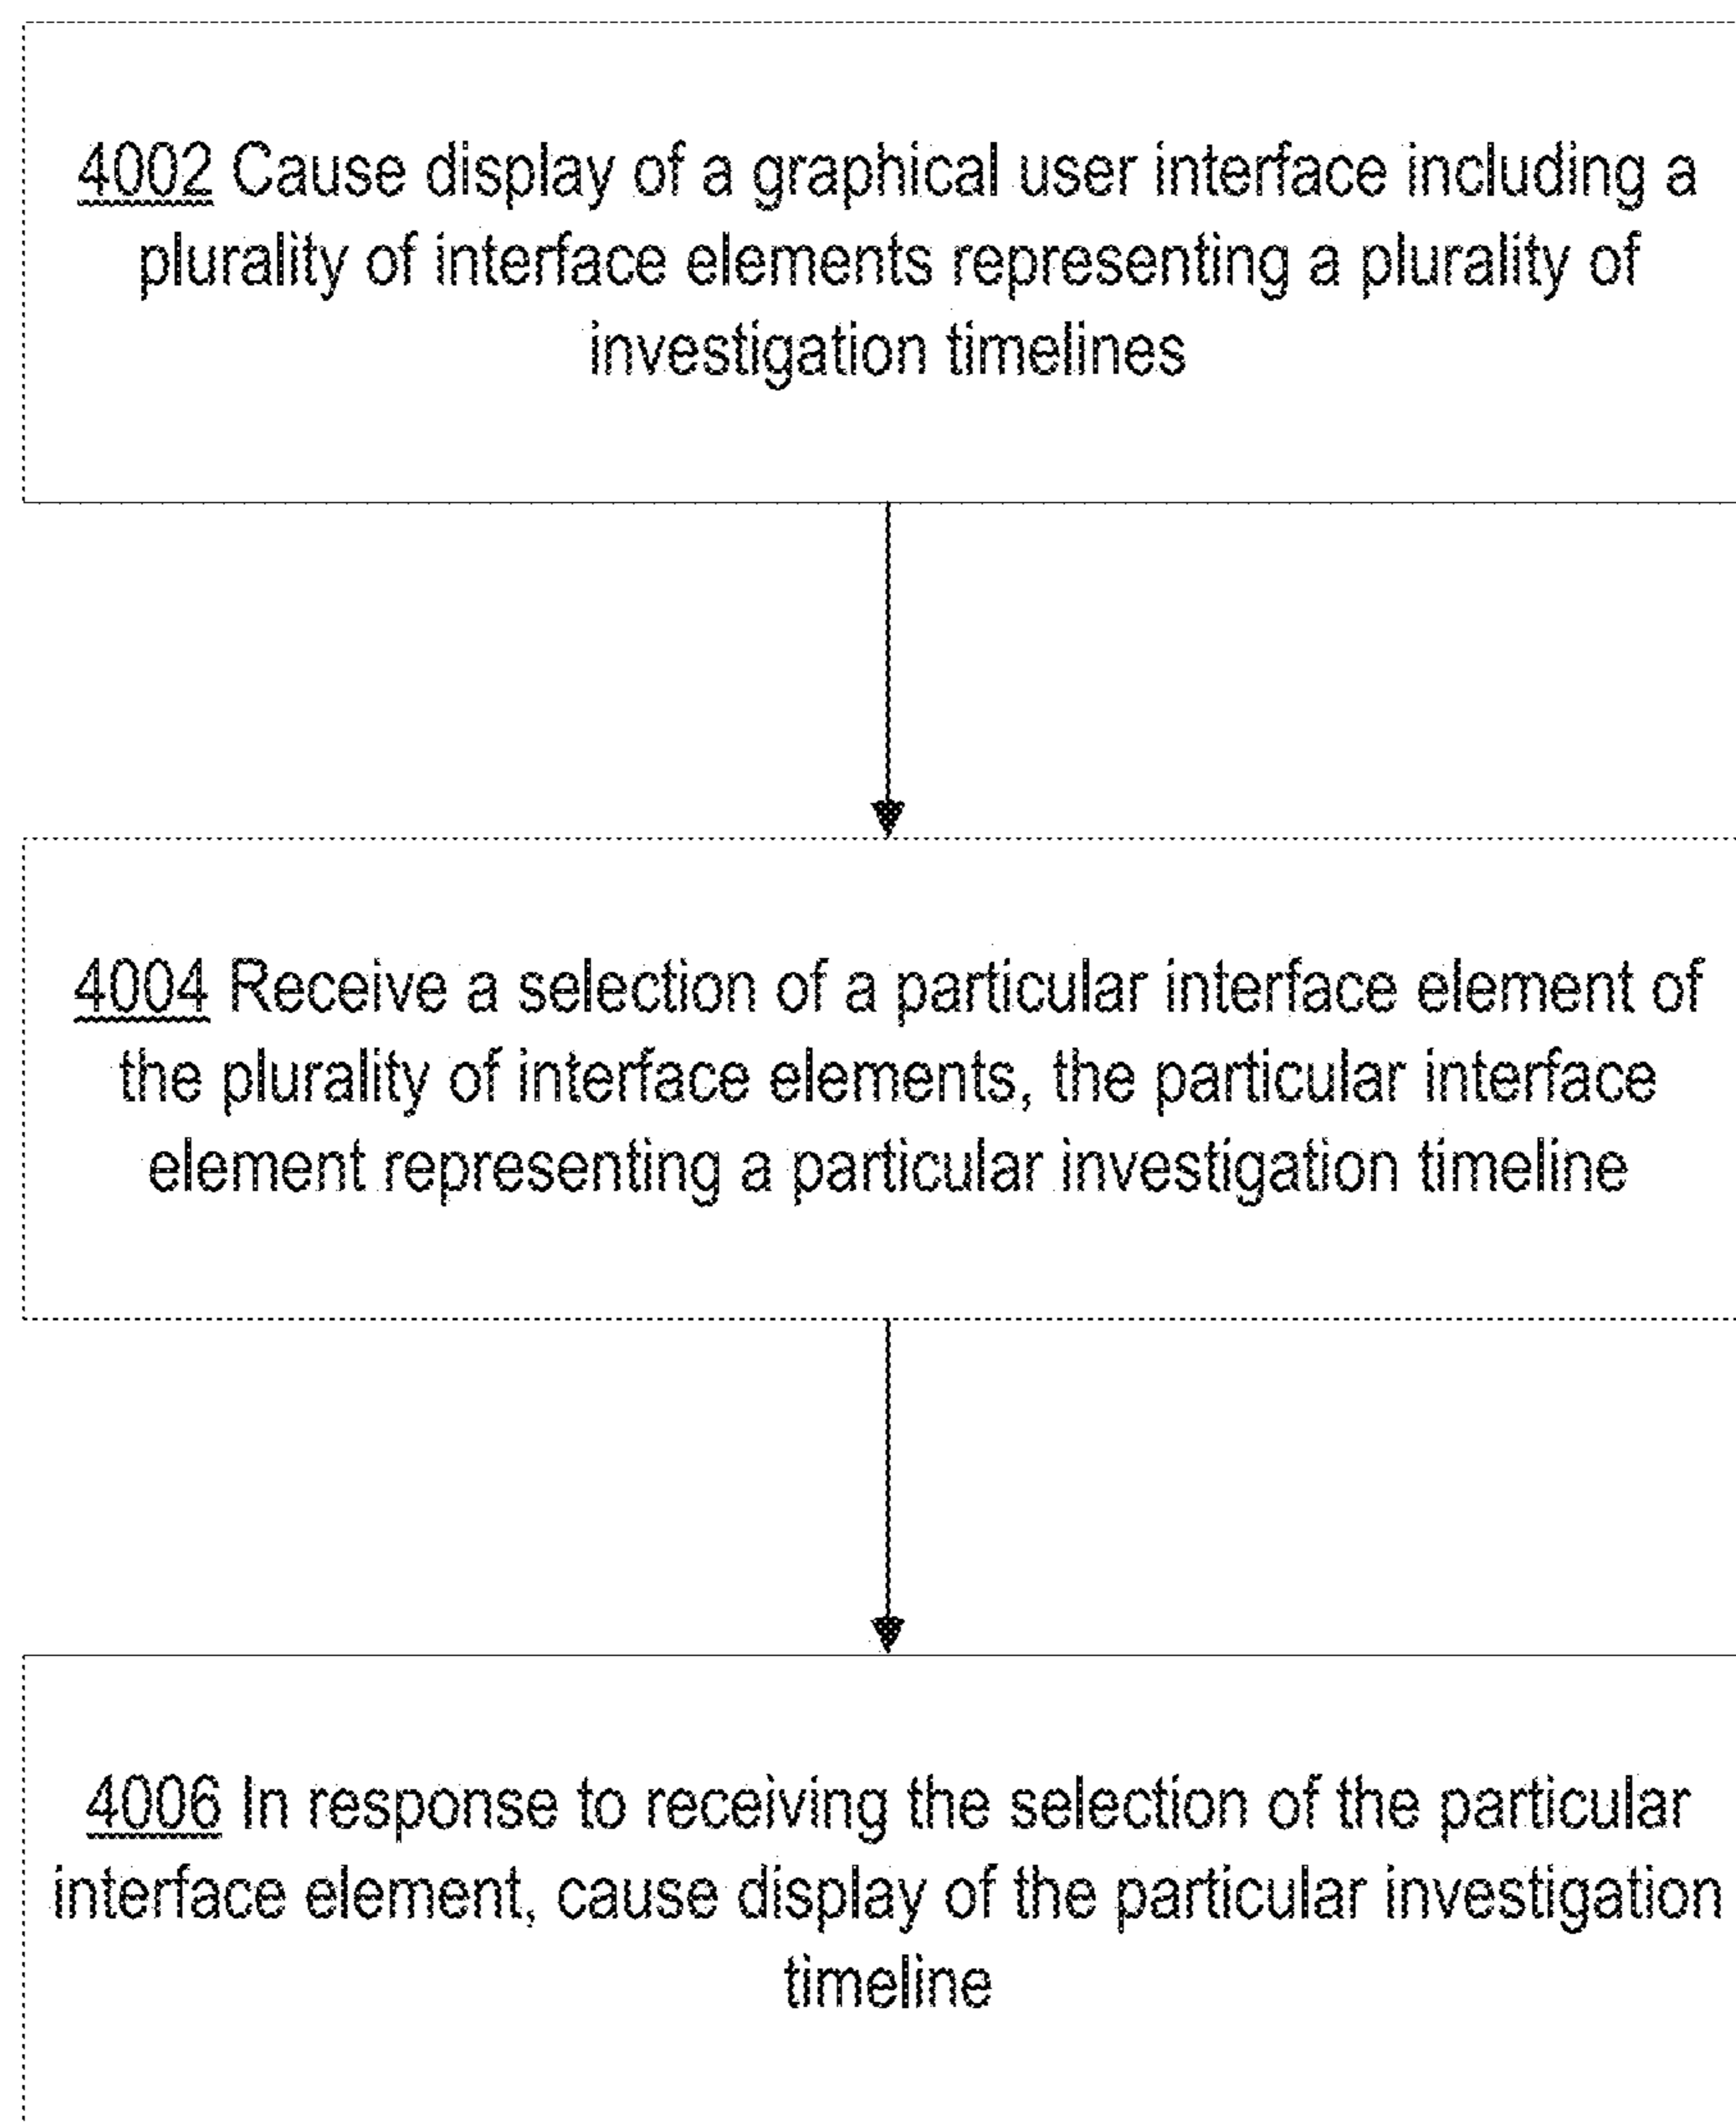 4002 Cause display of a graphical user interface including a
plurality of interface elements representing a plurality of
investigation timelines
4004 Receive a selection of a particular interface element of
the plurality of interface elements, the particular interface
element representing a particular investigation timeline
4006 In response to receiving the selection of the particular
interface element, cause display of the particular investigation
timeline